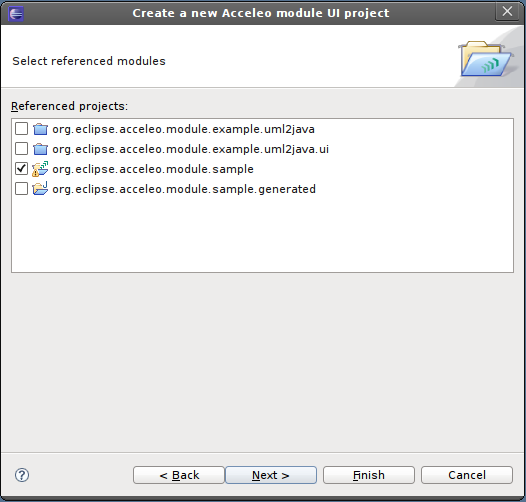 Create a new Acceleo module UI project
Select referenced modules
Referenced projects:
org.eclipse.acceleo.module.example.uml2java
org.eclipse.acceleo.module.example.uml2java.ui
org.eclipse.acceleo.module.sample
org.eclipse.acceleo.module.sample.generated
? < Back Next > Finish Cancel